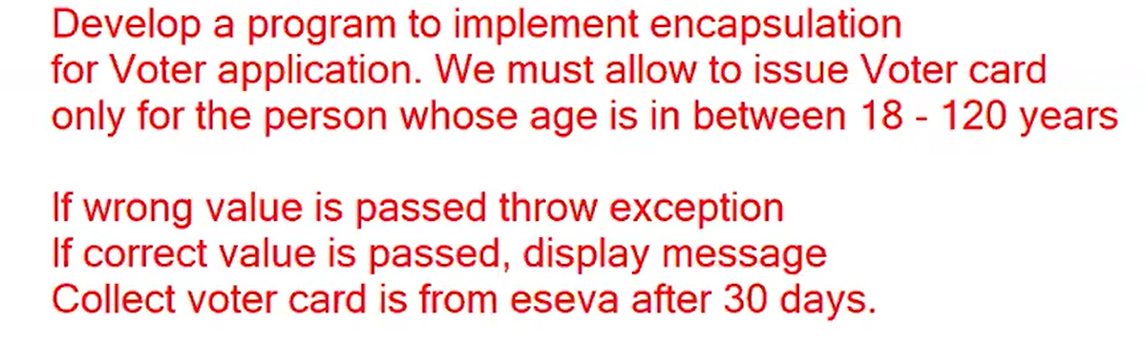 Develop a program to implement encapsulation
for Voter application. We must allow to issue Voter card
only for the person whose age is in between 18 - 120 years
If wrong value is passed throw exception
If correct value is passed, display message
Collect voter card is from eseva after 30 days.